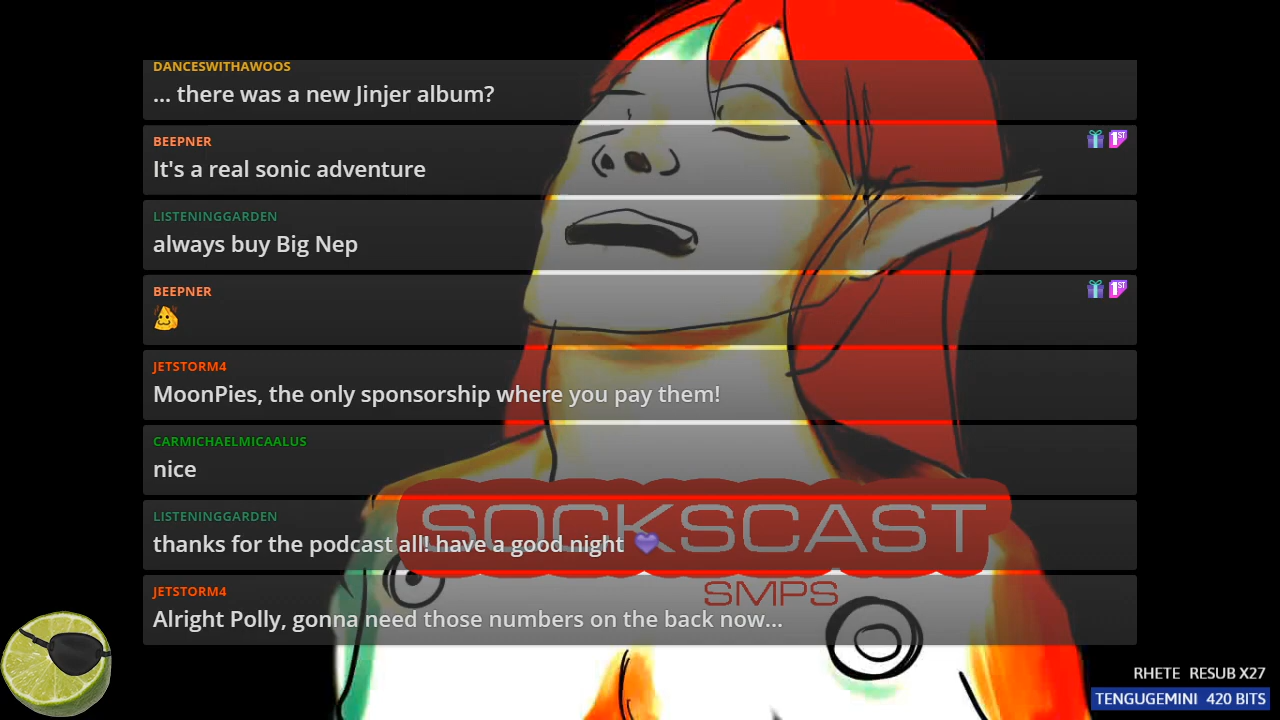 DANCESWITHAWOOS
... there was a new Jinjer album?
BEEPNER
1ST
It's a real sonic adventure
LISTENINGGARDEN
always buy Big Nep
BEEPNER
1ST
JETSTORM4
MoonPies, the only sponsorship where you pay them!
CARMICHAELMICAALUS
nice
LISTENINGGARDEN
thanks for the podcast all! have a good night 💜
SOCKSCAST
SMPS
JETSTORM4
Alright Polly, gonna need those numbers on the back now...
RHETE RESUB X27
TENGUGEMINI 420 BITS